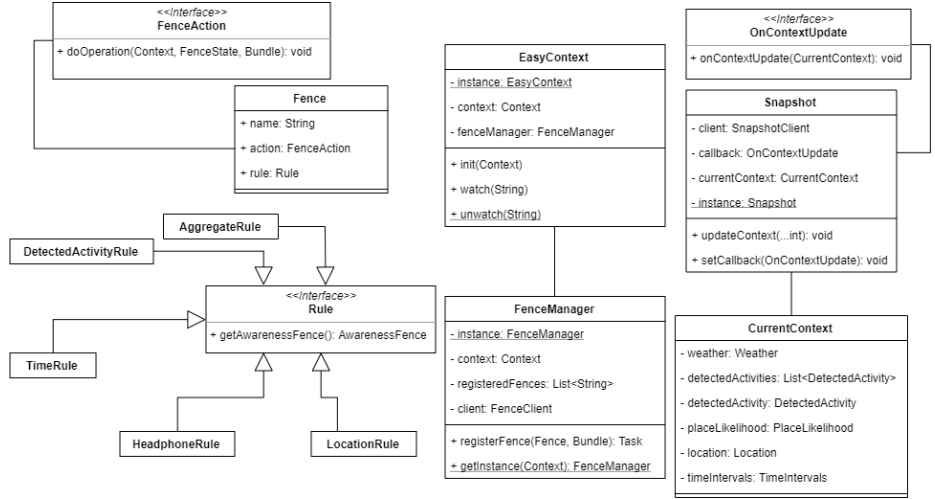 <<Interface>>
FenceAction
+ doOperation(Context, FenceState, Bundle): void
Fence
+ name: String
+ action: FenceAction
+ rule: Rule
AggregateRule
DetectedActivityRule
<<Interface>>
Rule
+ getAwarenessFence(): AwarenessFence
TimeRule
HeadphoneRule
LocationRule
EasyContext
- instance: EasyContext
- context: Context
- fenceManager: FenceManager
+ init(Context)
+ watch(String)
+ unwatch(String)
FenceManager
- instance: FenceManager
- context: Context
- registeredFences: List<String>
- client: FenceClient
+ registerFence(Fence, Bundle): Task
+ getInstance(Context): FenceManager
<<Interface>>
OnContextUpdate
+ onContextUpdate(CurrentContext): void
Snapshot
- client: SnapshotClient
- callback: OnContextUpdate
- currentContext: CurrentContext
- instance: Snapshot
+ updateContext(...int): void
+ setCallback(OnContextUpdate): void
CurrentContext
- weather: Weather
- detectedActivities: List<DetectedActivity>
- detectedActivity: DetectedActivity
- placeLikelihood: PlaceLikelihood
- location: Location
- timeIntervals: TimeIntervals